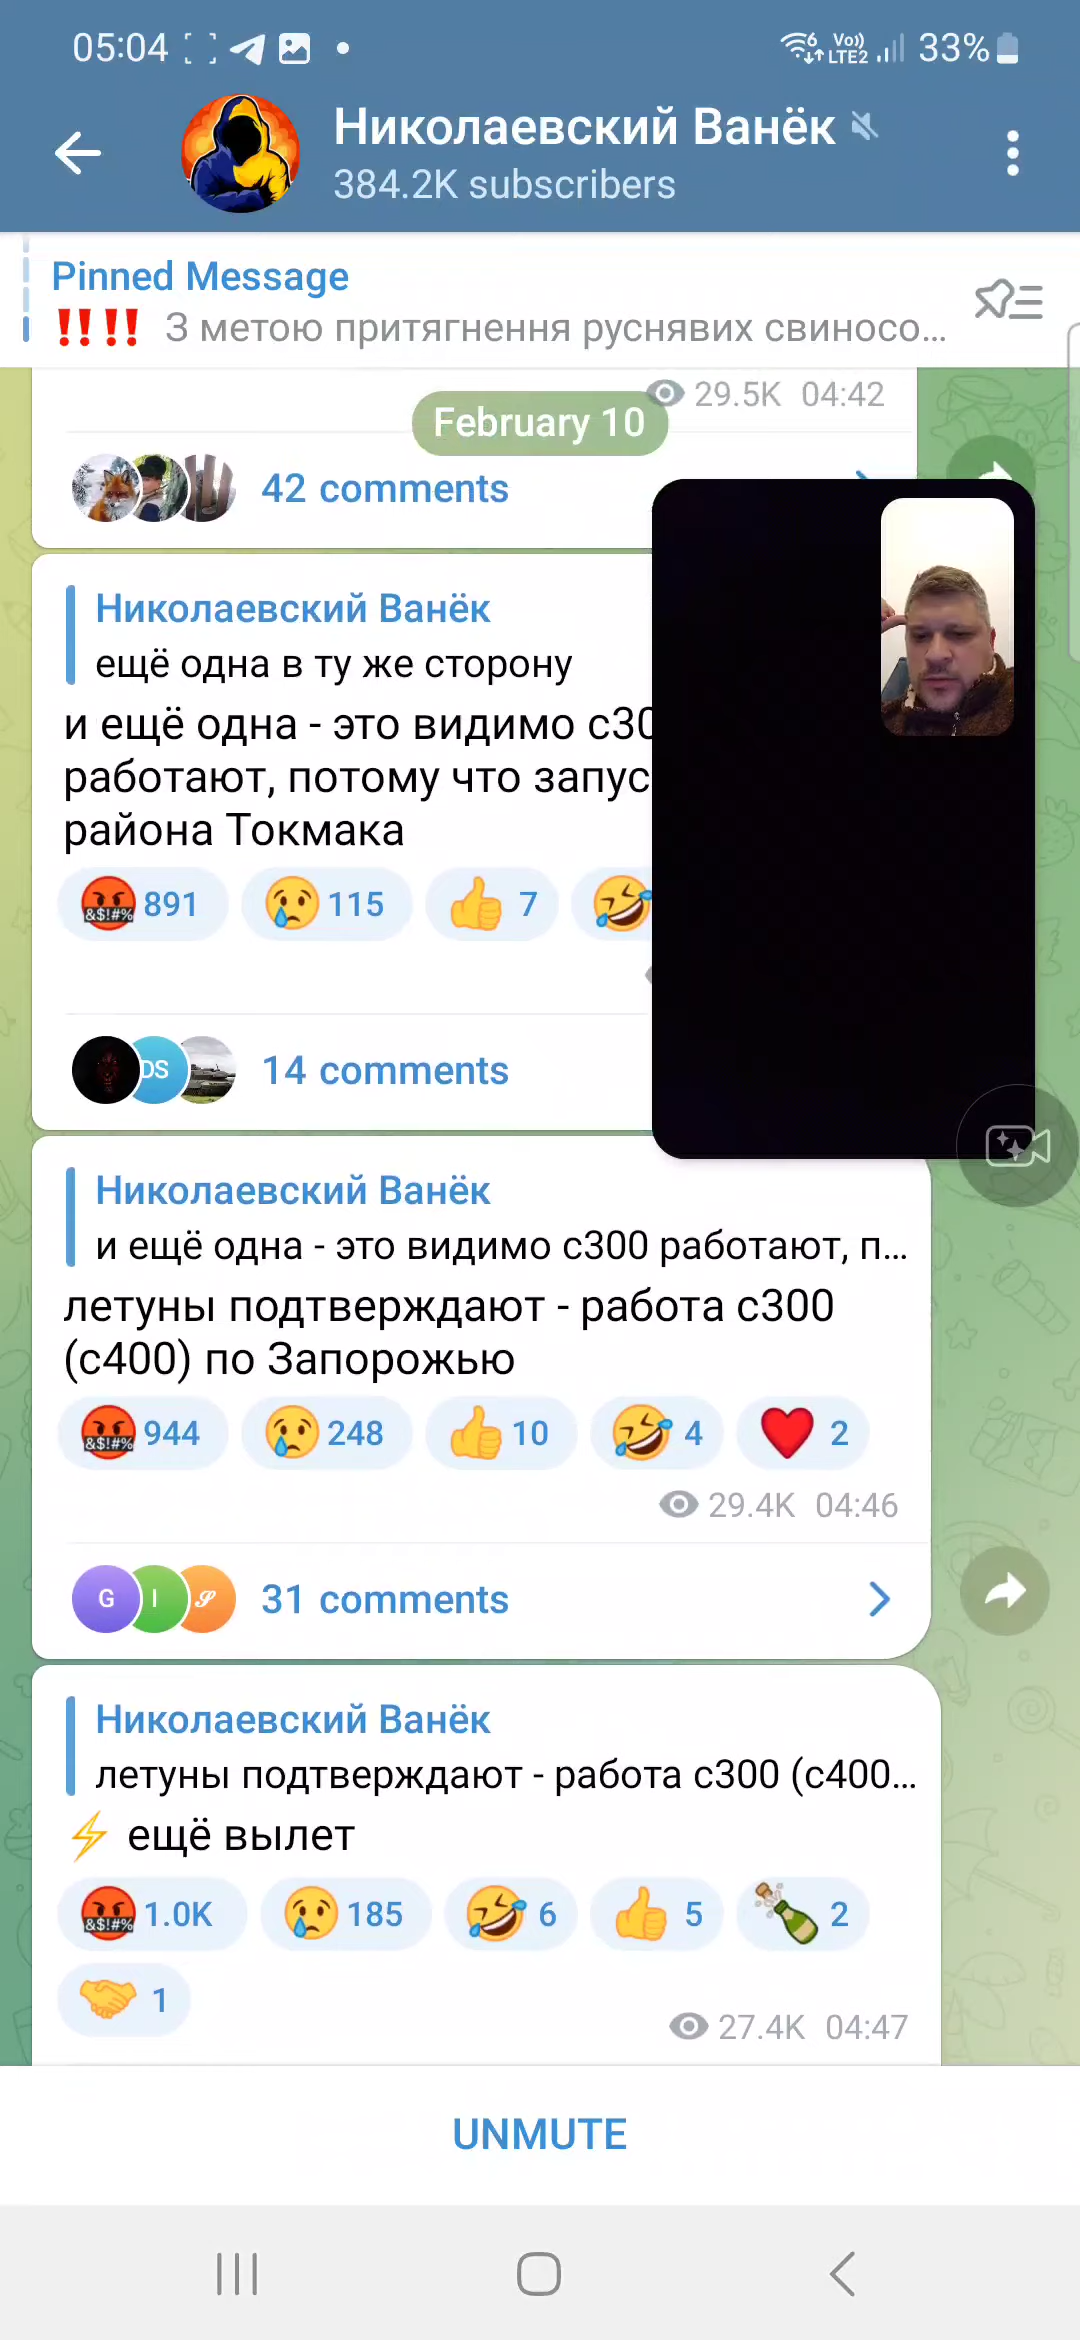 05:04
6 Vo)) LTE2 33%
Николаевский Ванёк
384.2K subscribers
Pinned Message
‼️‼️ З метою притягнення руснявих свиносо...
29.5K 04:42
February 10
42 comments
Николаевский Ванёк
ещё одна в ту же сторону
и ещё одна - это видимо
работают, потому что
района Токмака
&$!#% 891 115 7
DS
14 comments
Николаевский Ванёк
и ещё одна - это видимо с300 работают, п...
летуны подтверждают - работа с300
(с400) по Запорожью
&$!#% 944 248 10 4 2
29.4K 04:46
G I 𝒮
31 comments
Николаевский Ванёк
летуны подтверждают - работа с300 (с400...
⚡ ещё вылет
&$!#% 1.0K 185 6 5 2
1
27.4K 04:47
UNMUTE